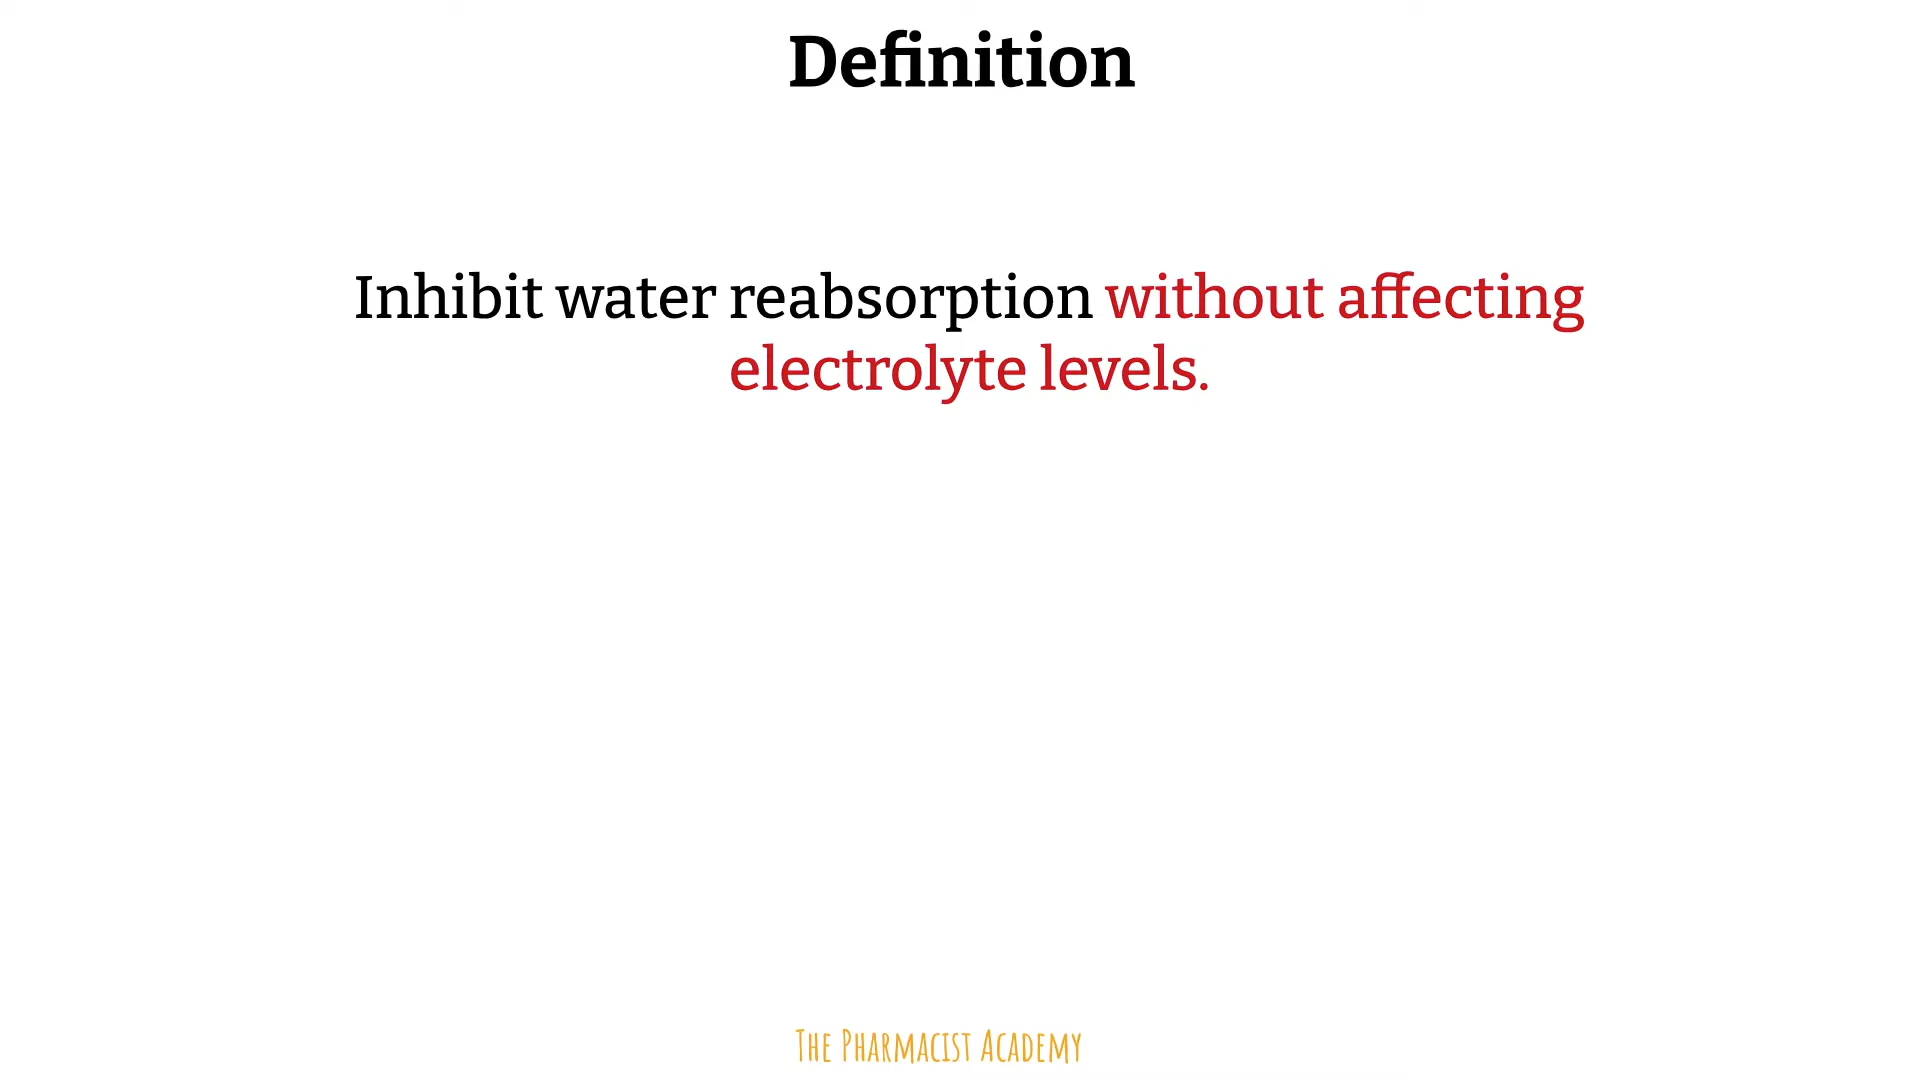 Definition
Inhibit water reabsorption without affecting
electrolyte levels.
The Pharmacist Academy